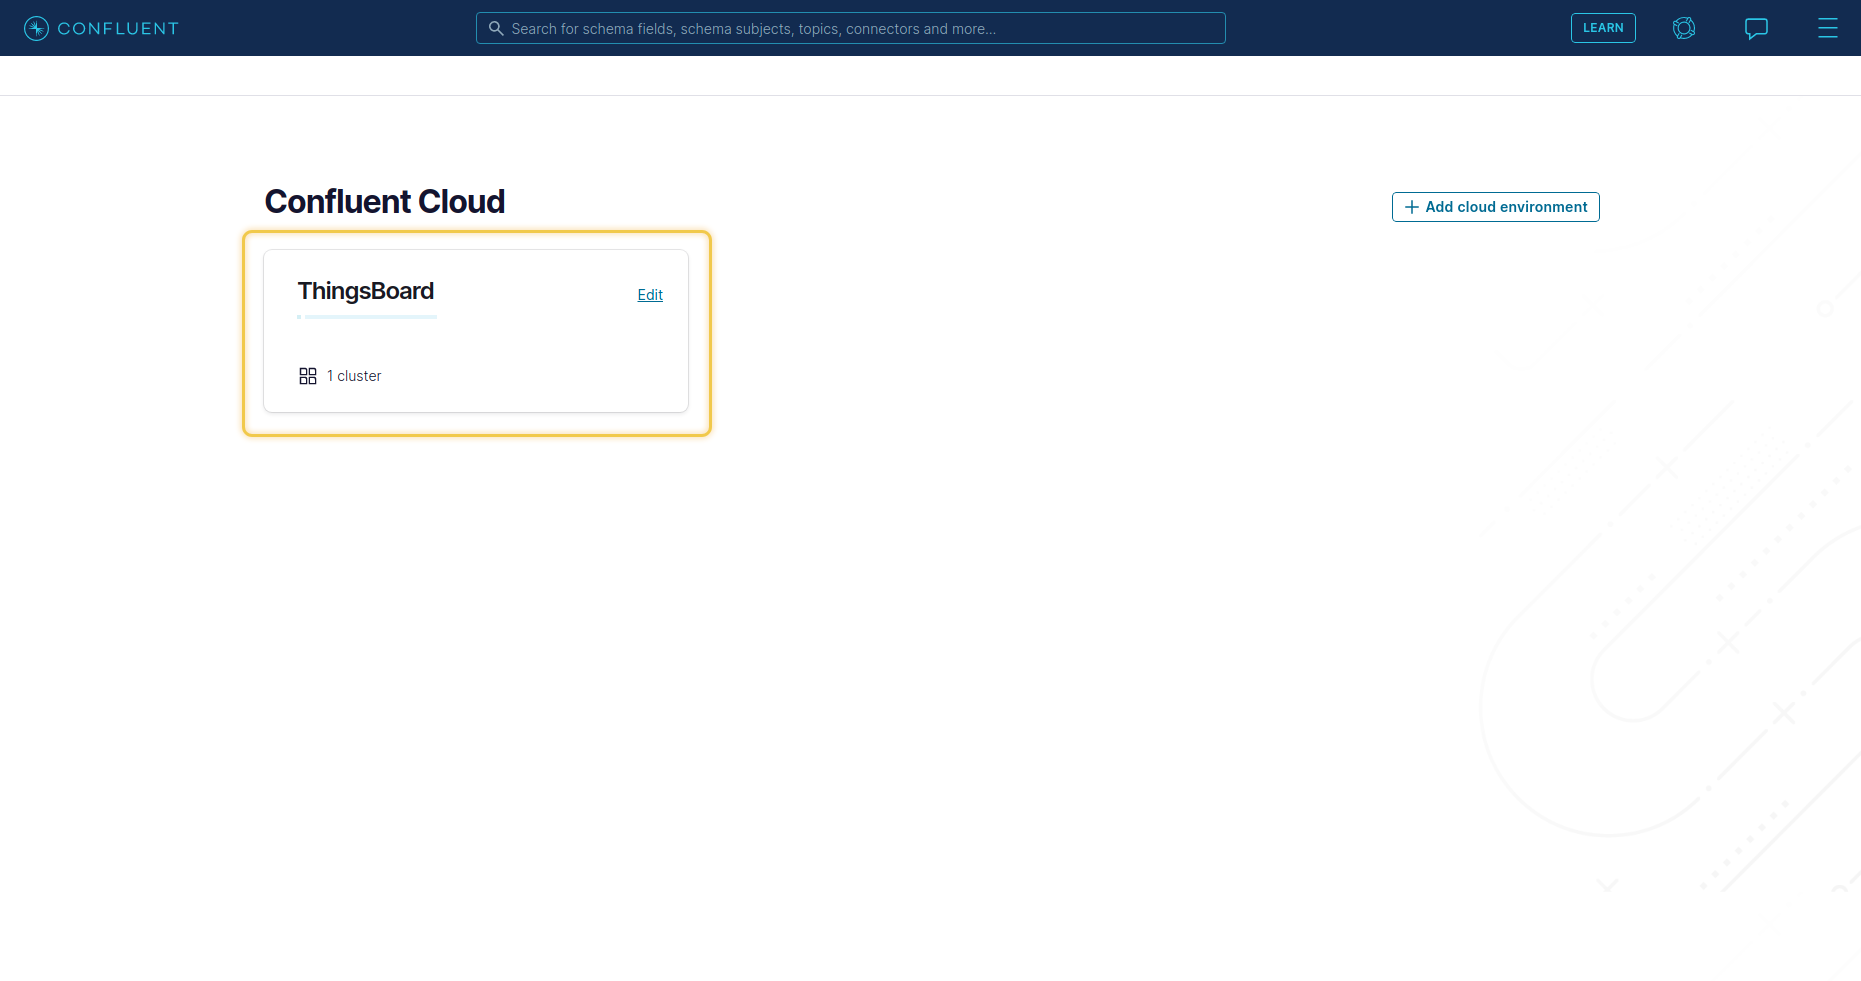 CONFLUENT
Search for schema fields, schema subjects, topics, connectors and more...
LEARN
Confluent Cloud
Add cloud environment
ThingsBoard
Edit
1 cluster